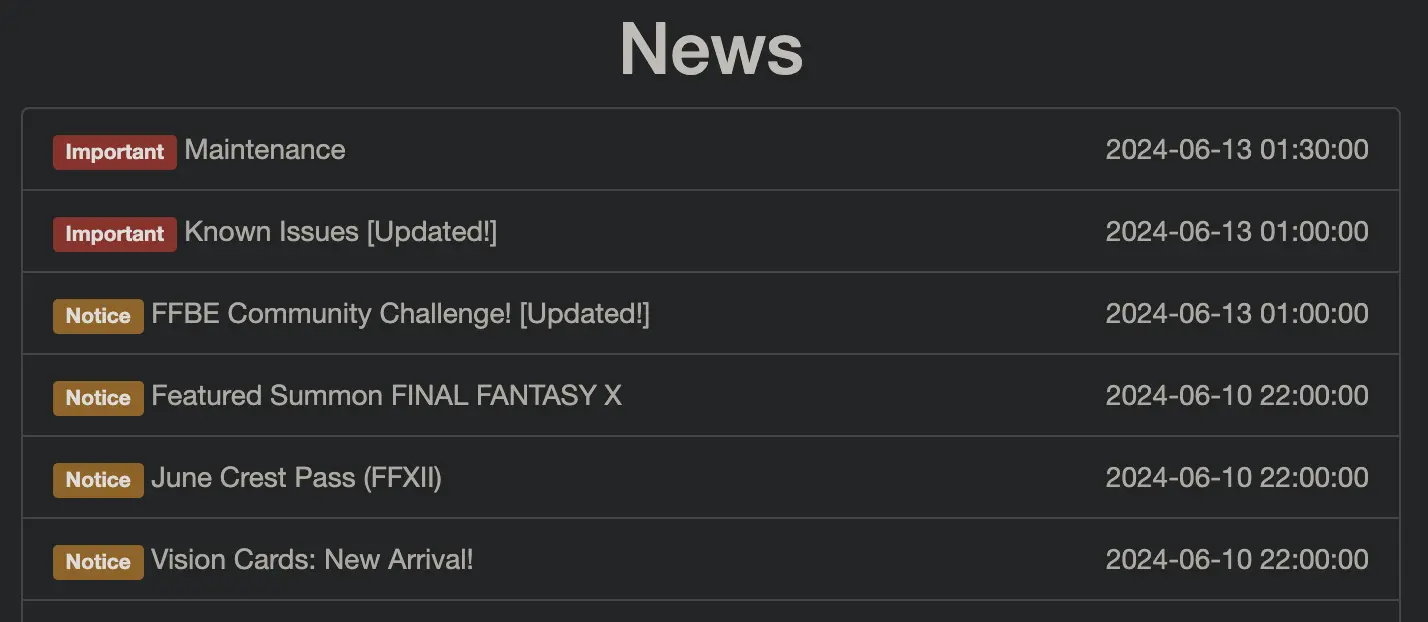 News
Important Maintenance 2024-06-13 01:30:00
Important Known Issues [Updated!] 2024-06-13 01:00:00
Notice FFBE Community Challenge! [Updated!] 2024-06-13 01:00:00
Notice Featured Summon FINAL FANTASY X 2024-06-10 22:00:00
Notice June Crest Pass (FFXII) 2024-06-10 22:00:00
Notice Vision Cards: New Arrival! 2024-06-10 22:00:00